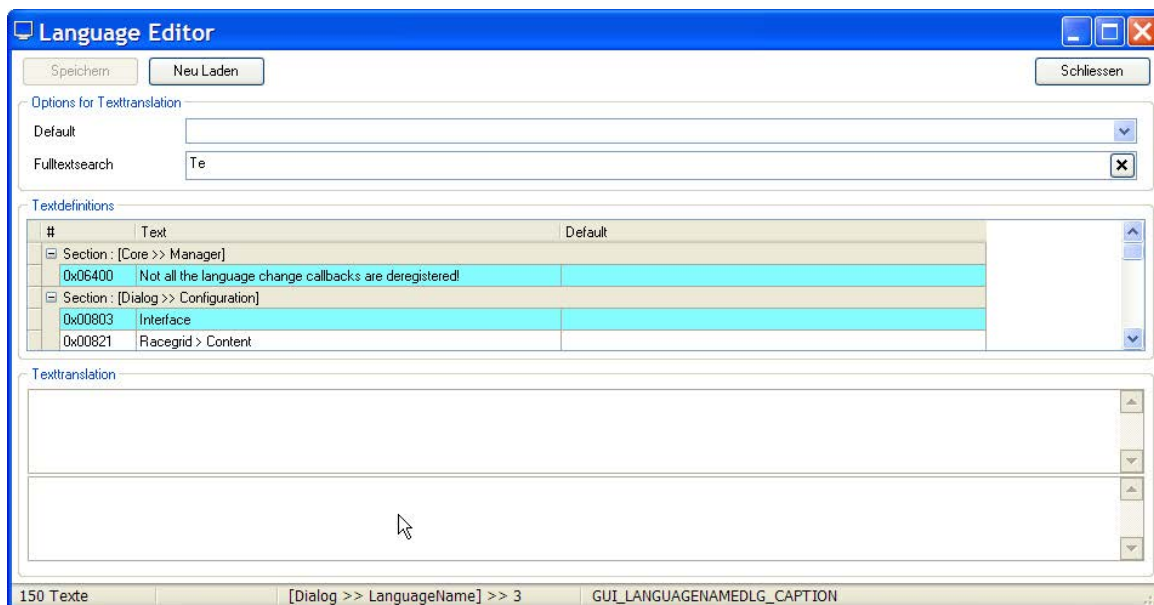 Language Editor
Speichern Neu Laden Schliessen
Options for Texttranslation
Default
Fulltextsearch Te
Textdefinitions
# Text Default
Section : [Core >> Manager]
0x06400 Not all the language change callbacks are deregistered!
Section : [Dialog >> Configuration]
0x00803 Interface
0x00821 Racegrid > Content
Texttranslation
150 Texte [Dialog >> LanguageName] >> 3 GUI_LANGUAGENAMEDLG_CAPTION